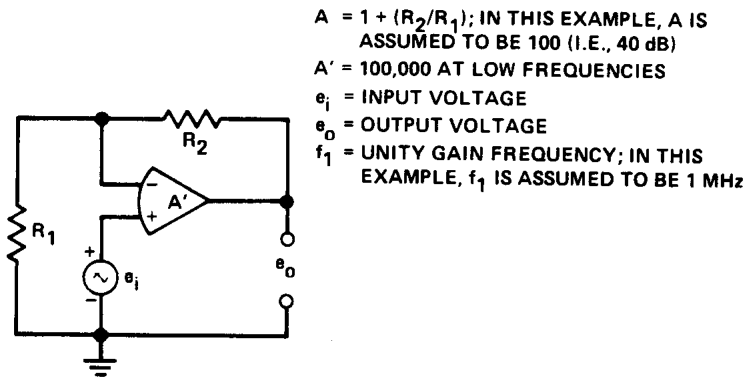 A = 1 + (R₂/R₁); IN THIS EXAMPLE, A IS
ASSUMED TO BE 100 (I.E., 40 dB)
A' = 100,000 AT LOW FREQUENCIES
eᵢ = INPUT VOLTAGE
e₀ = OUTPUT VOLTAGE
f₁ = UNITY GAIN FREQUENCY; IN THIS
EXAMPLE, f₁ IS ASSUMED TO BE 1 MHz
R₂
−
A'
+
R₁
+
eᵢ
−
e₀